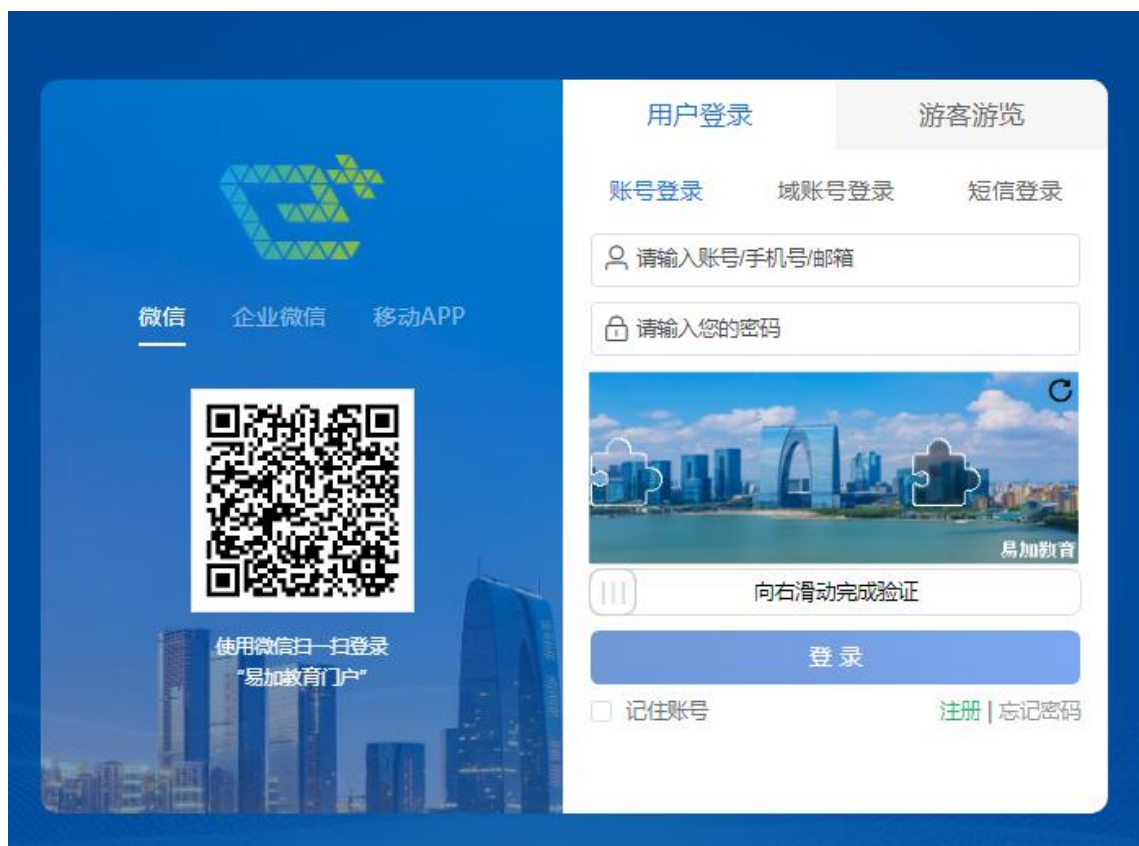 微信 企业微信 移动APP
使用微信扫一扫登录
"易加教育门户"
用户登录 游客游览
账号登录 域账号登录 短信登录
请输入账号/手机号/邮箱
请输入您的密码
易加教育
向右滑动完成验证
登录
记住账号 注册 | 忘记密码